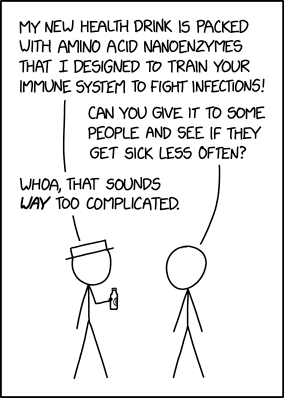 MY NEW HEALTH DRINK IS PACKED
WITH AMINO ACID NANOENZYMES
THAT I DESIGNED TO TRAIN YOUR
IMMUNE SYSTEM TO FIGHT INFECTIONS!
CAN YOU GIVE IT TO SOME
PEOPLE AND SEE IF THEY
GET SICK LESS OFTEN?
WHOA, THAT SOUNDS
WAY TOO COMPLICATED.